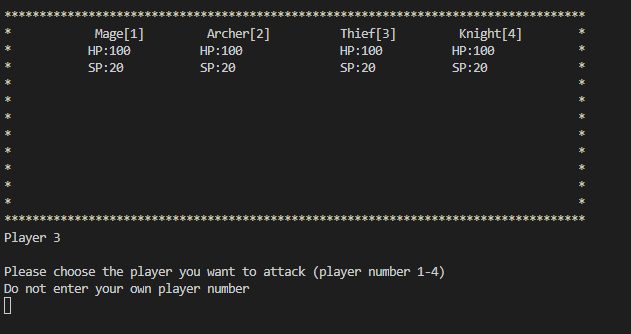 ***********************************************************************************
* Mage[1] Archer[2] Thief[3] Knight[4] *
* HP:100 HP:100 HP:100 HP:100 *
* SP:20 SP:20 SP:20 SP:20 *
* *
* *
* *
* *
* *
* *
* *
* *
***********************************************************************************
Player 3
Please choose the player you want to attack (player number 1-4)
Do not enter your own player number